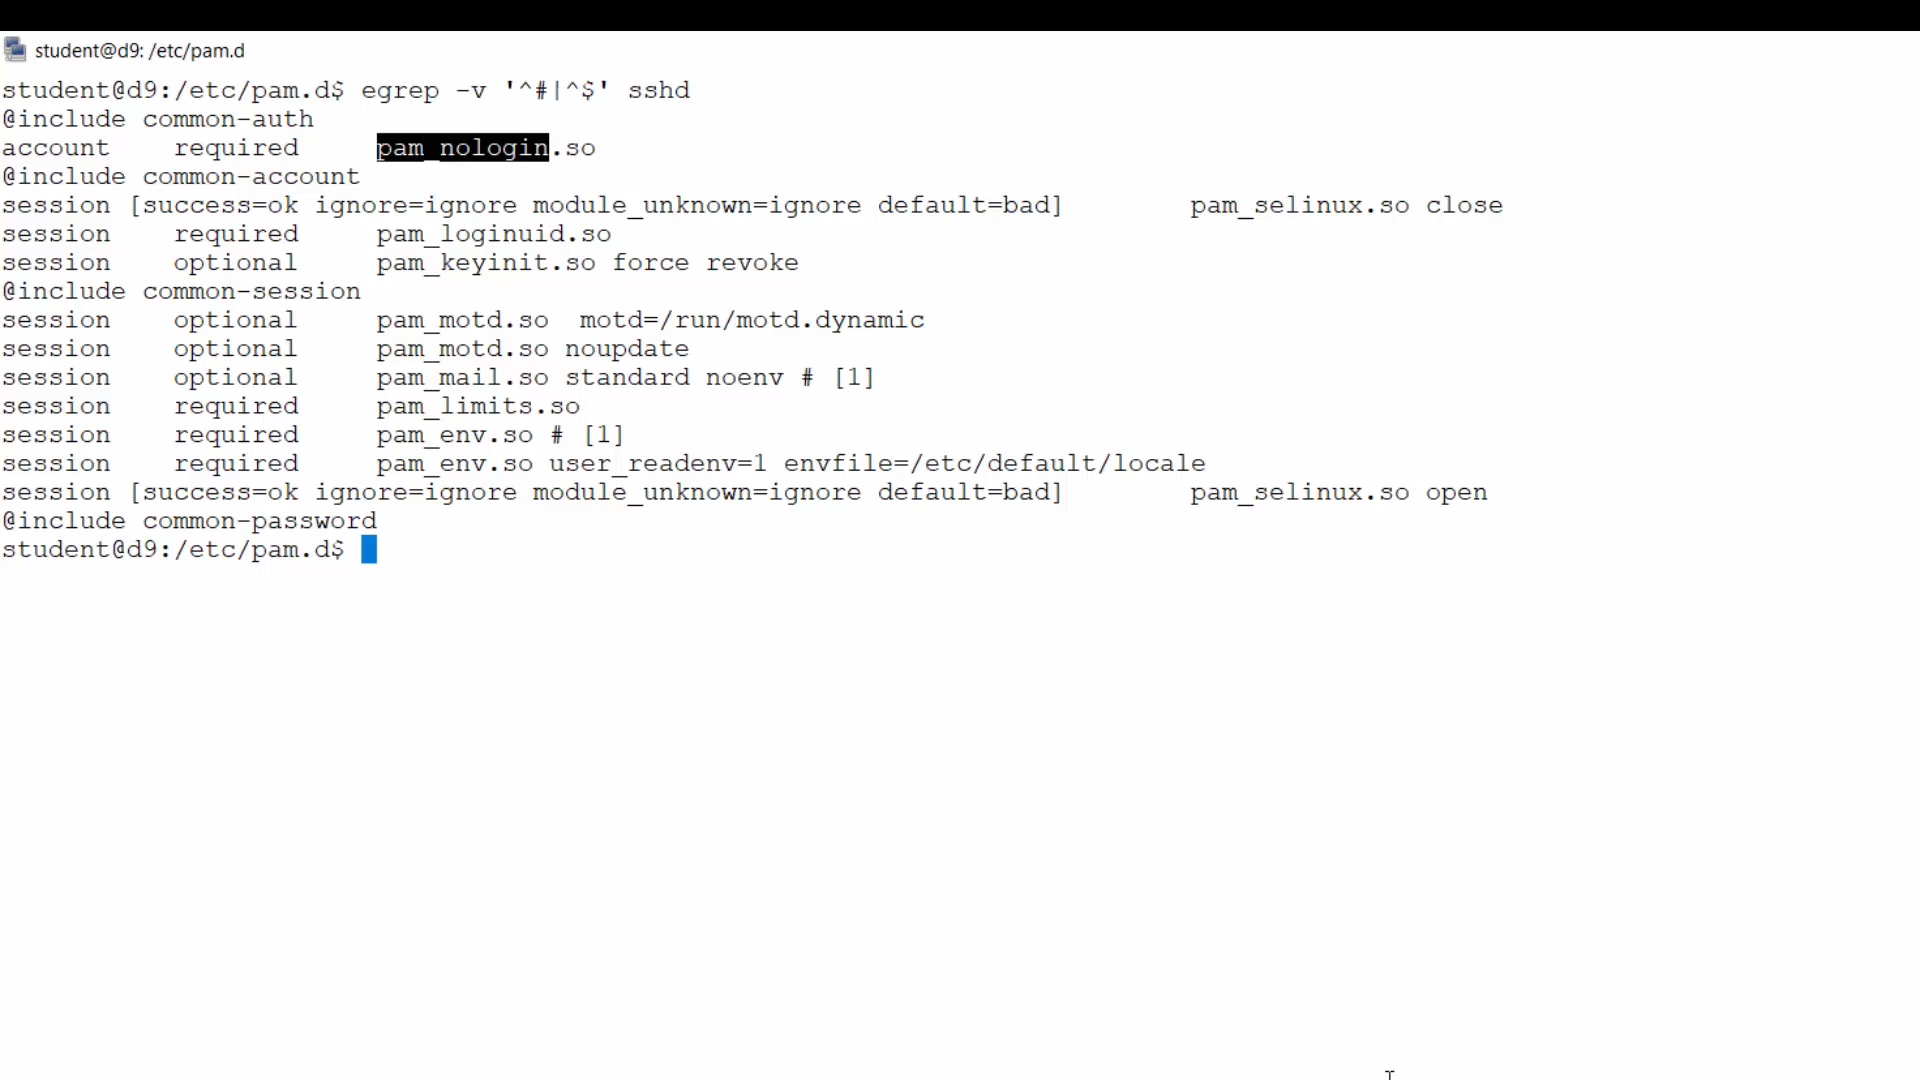 student@d9: /etc/pam.d
student@d9:/etc/pam.d$ egrep -v '^#|^$' sshd
@include common-auth
account    required     pam_nologin.so
@include common-account
session [success=ok ignore=ignore module_unknown=ignore default=bad]        pam_selinux.so close
session    required     pam_loginuid.so
session    optional     pam_keyinit.so force revoke
@include common-session
session    optional     pam_motd.so  motd=/run/motd.dynamic
session    optional     pam_motd.so noupdate
session    optional     pam_mail.so standard noenv # [1]
session    required     pam_limits.so
session    required     pam_env.so # [1]
session    required     pam_env.so user_readenv=1 envfile=/etc/default/locale
session [success=ok ignore=ignore module_unknown=ignore default=bad]        pam_selinux.so open
@include common-password
student@d9:/etc/pam.d$